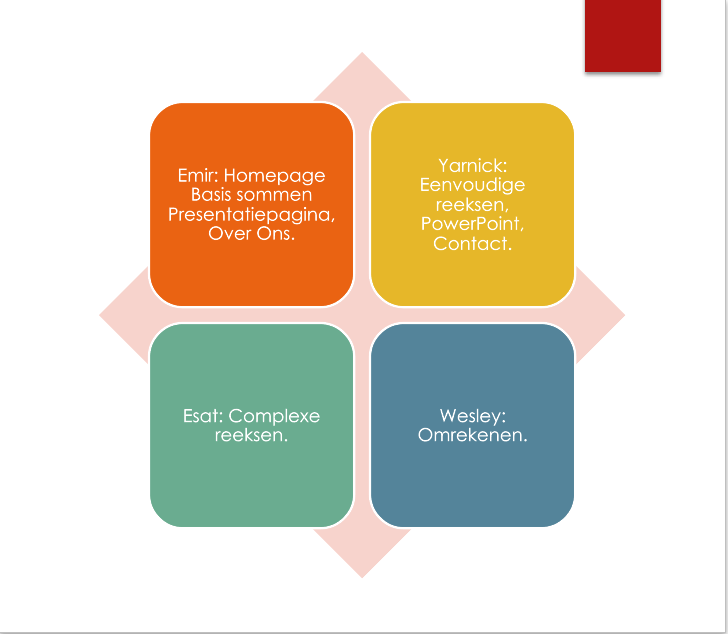 Emir: Homepage
Basis sommen
Presentatiepagina,
Over Ons.
Yarnick:
Eenvoudige
reeksen,
PowerPoint,
Contact.
Esat: Complexe
reeksen.
Wesley:
Omrekenen.